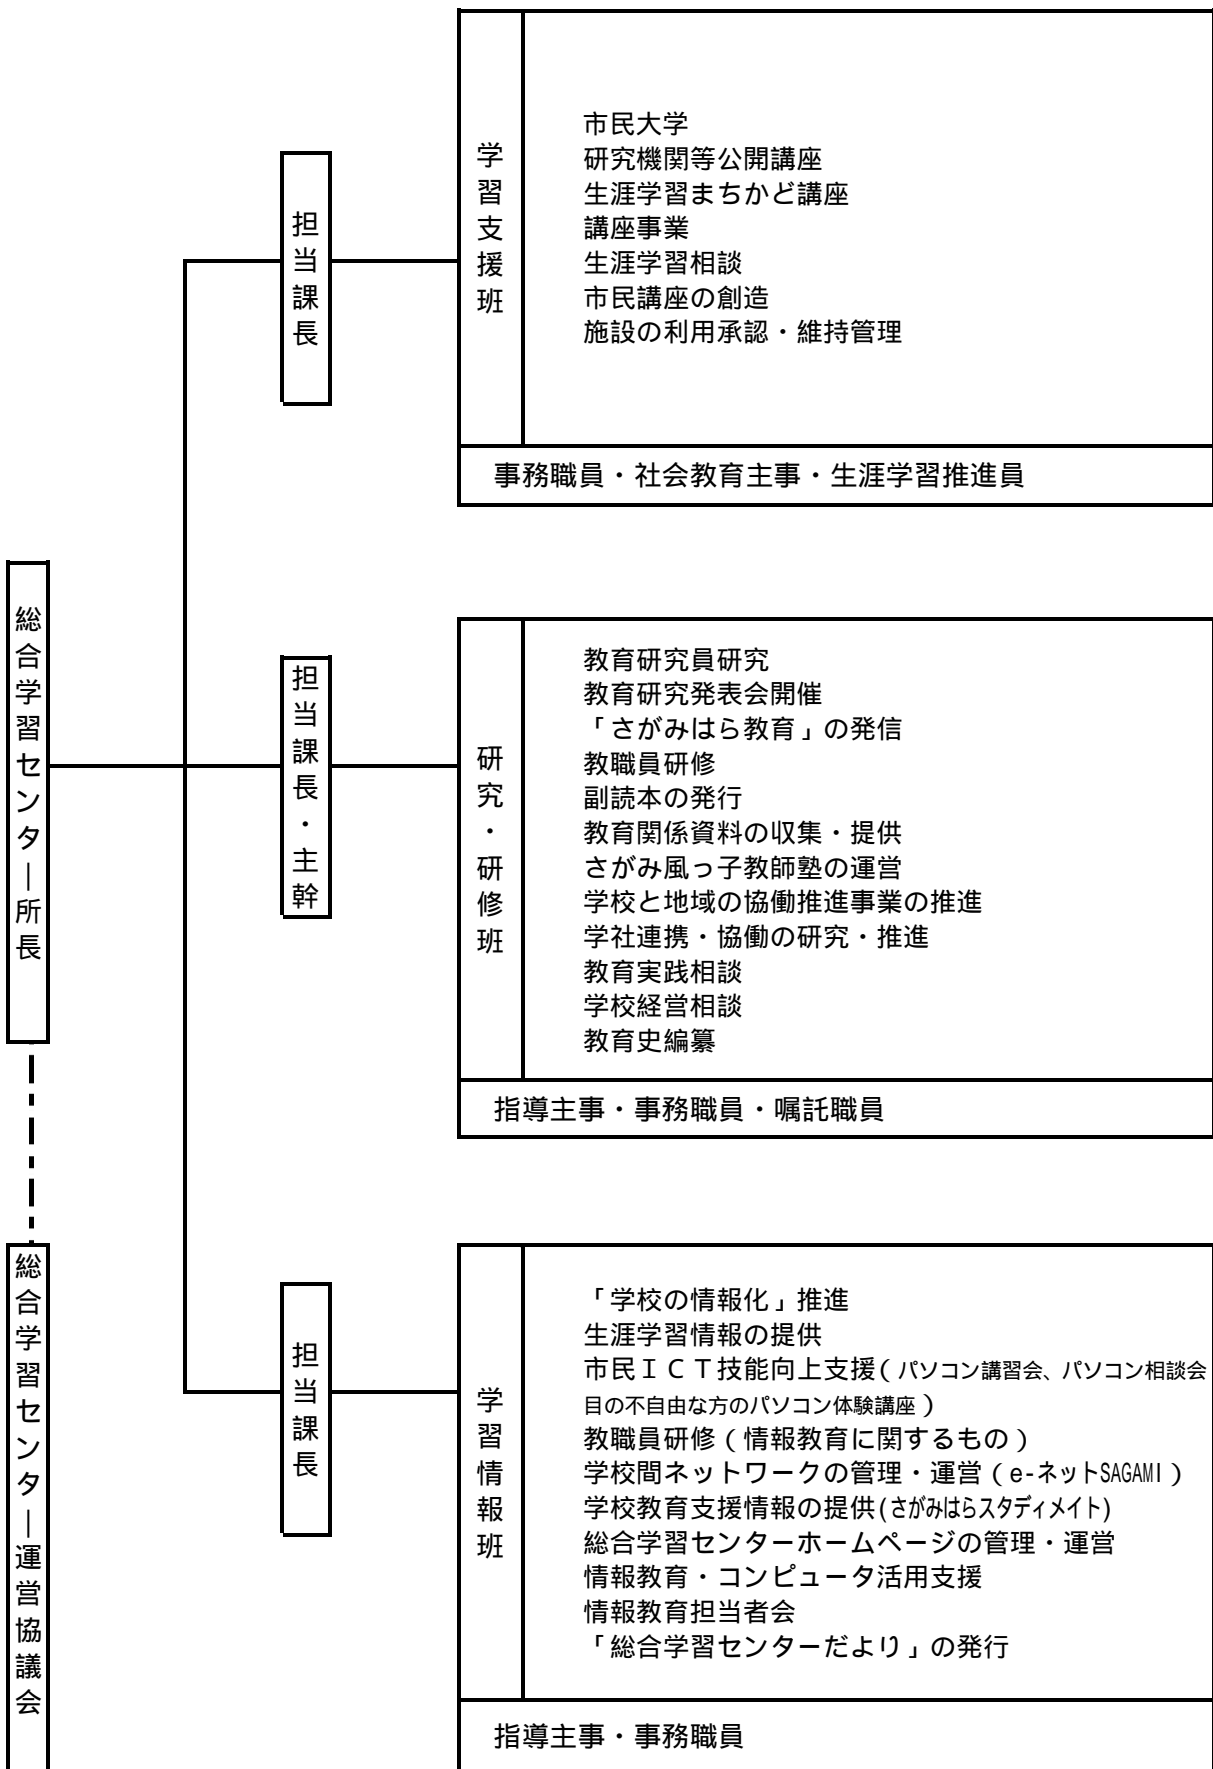 総合学習センター所長
総合学習センター運営協議会
担当課長
学習支援班
市民大学
研究機関等公開講座
生涯学習まちかど講座
講座事業
生涯学習相談
市民講座の創造
施設の利用承認・維持管理
事務職員・社会教育主事・生涯学習推進員
担当課長・主幹
研究・研修班
教育研究員研究
教育研究発表会開催
「さがみはら教育」の発信
教職員研修
副読本の発行
教育関係資料の収集・提供
さがみ風っ子教師塾の運営
学校と地域の協働推進事業の推進
学社連携・協働の研究・推進
教育実践相談
学校経営相談
教育史編纂
指導主事・事務職員・嘱託職員
担当課長
学習情報班
「学校の情報化」推進
生涯学習情報の提供
市民ＩＣＴ技能向上支援(パソコン講習会、パソコン相談会
目の不自由な方のパソコン体験講座)
教職員研修(情報教育に関するもの)
学校間ネットワークの管理・運営(e-ネットSAGAMI)
学校教育支援情報の提供(さがみはらスタディメイト)
総合学習センターホームページの管理・運営
情報教育・コンピュータ活用支援
情報教育担当者会
「総合学習センターだより」の発行
指導主事・事務職員